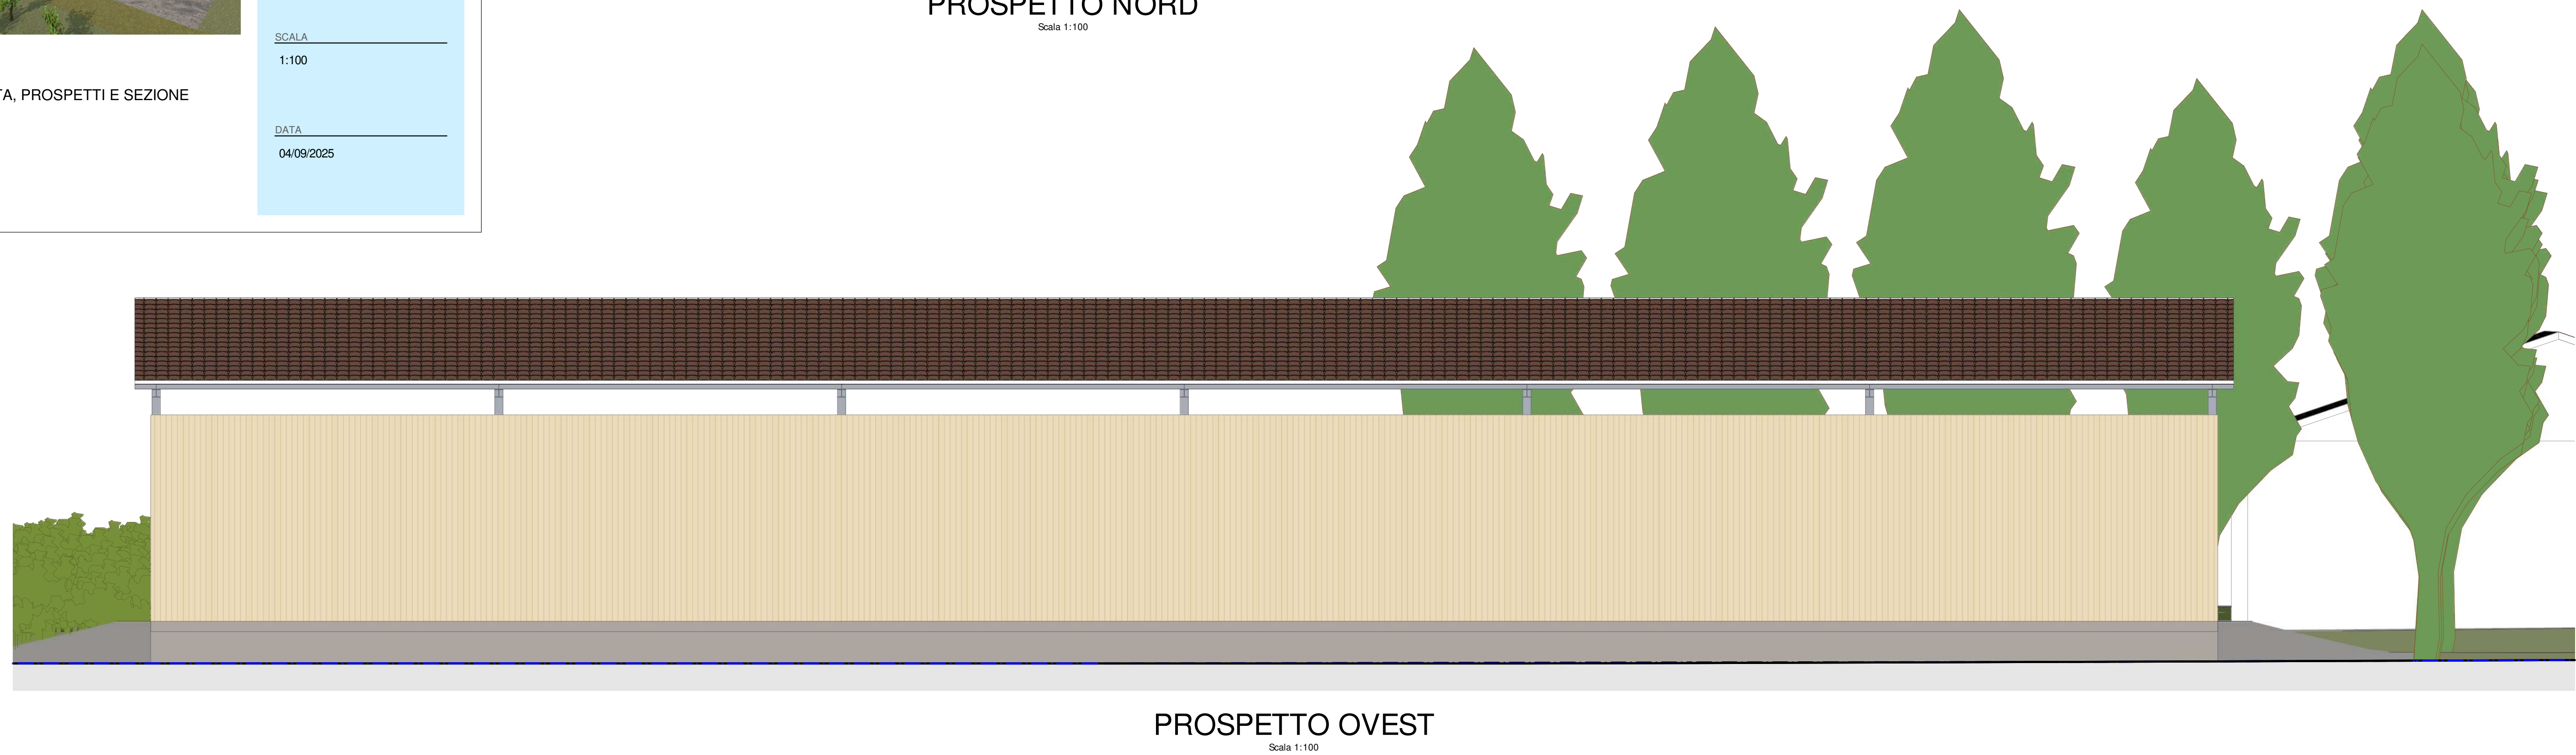 PROSPETTO NORD
Scala 1:100
SCALA
1:100
PROSPETTI E SEZIONE
DATA
04/09/2025
PROSPETTO OVEST
Scala 1:100